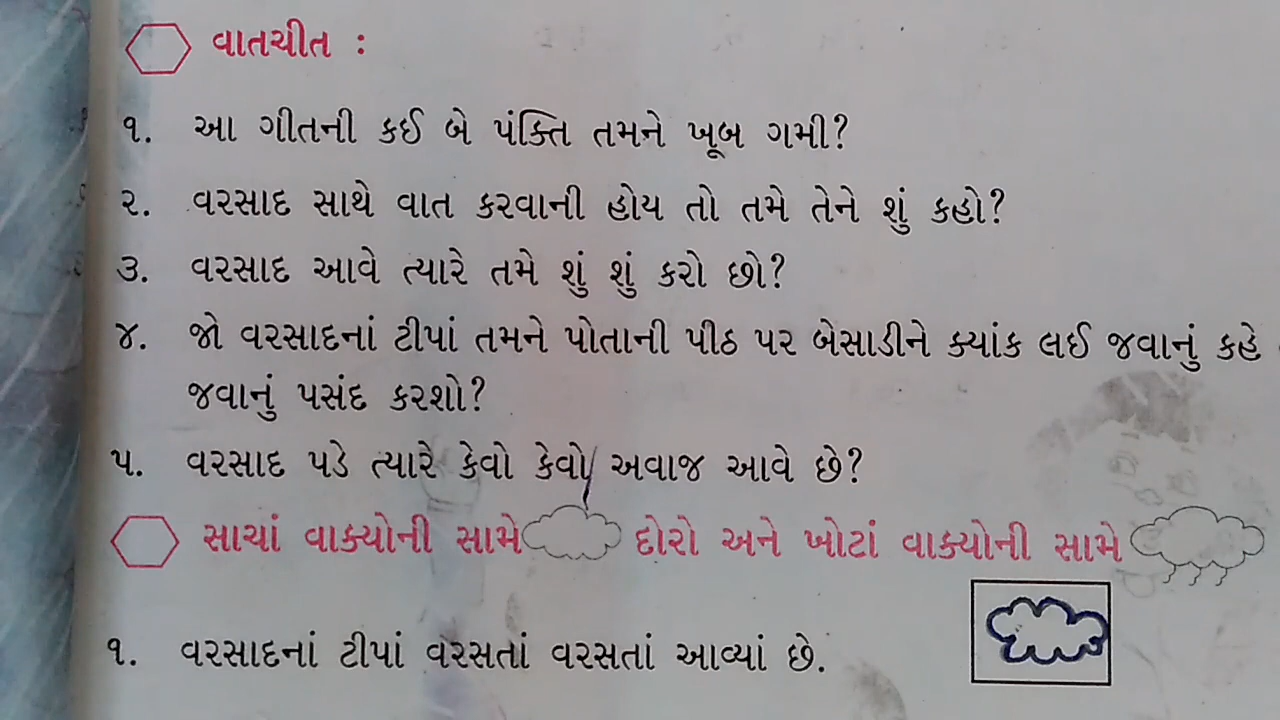 વાતચીત :
૧. આ ગીતની કઈ બે પંક્તિ તમને ખૂબ ગમી?
૨. વરસાદ સાથે વાત કરવાની હોય તો તમે તેને શું કહો?
૩. વરસાદ આવે ત્યારે તમે શું શું કરો છો?
૪. જો વરસાદનાં ટીપાં તમને પોતાની પીઠ પર બેસાડીને ક્યાંક લઈ જવાનું કહે
જવાનું પસંદ કરશો?
૫. વરસાદ પડે ત્યારે કેવો કેવો અવાજ આવે છે?
સાચાં વાક્યોની સામે દોરો અને ખોટાં વાક્યોની સામે
૧. વરસાદનાં ટીપાં વરસતાં વરસતાં આવ્યાં છે.